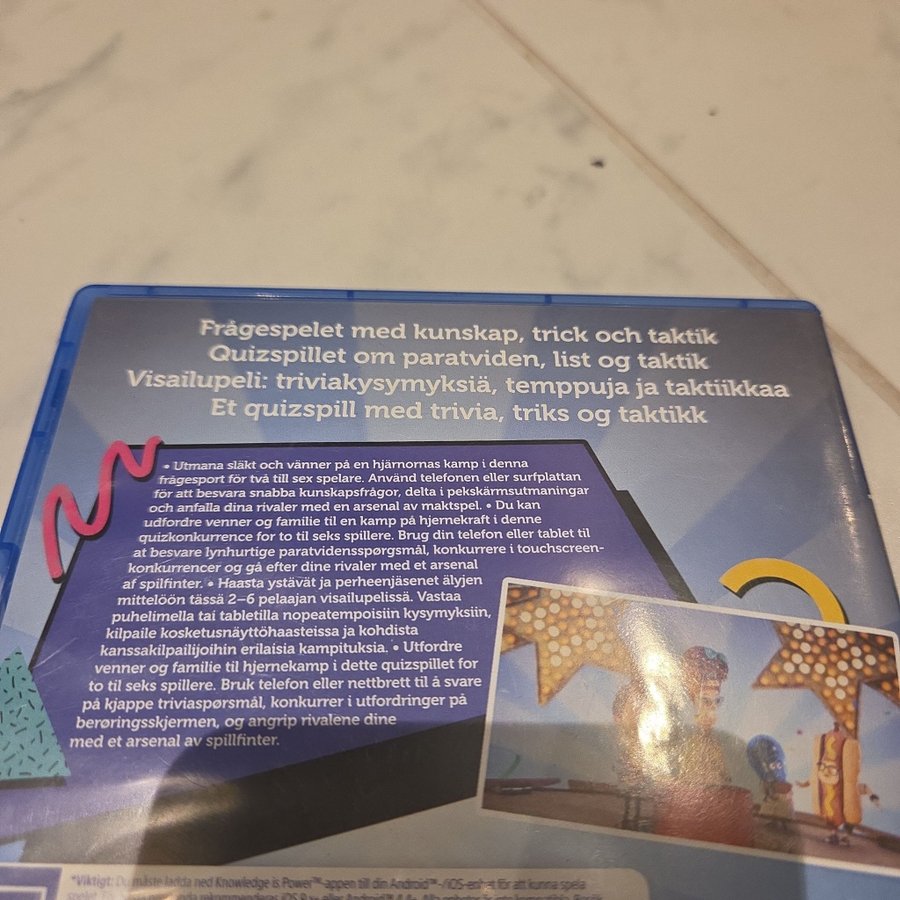 Frågespelet med kunskap, trick och taktik
Quizspillet om paratviden, list og taktik
Visailupeli: triviakysymyksiä, temppuja ja taktiikkaa
Et quizspill med trivia, triks og taktikk
• Utmana släkt och vänner på en hjärnornas kamp i denna
frågesport för två till sex spelare. Använd telefonen eller surfplattan
för att besvara snabba kunskapsfrågor, delta i pekskärmsutmaningar
och anfalla dina rivaler med en arsenal av maktspel. • Du kan
udfordre venner og familie til en kamp på hjernekraft i denne
quizkonkurrence for to til seks spillere. Brug din telefon eller tablet til
at besvare lynhurtige paratvidensspørgsmål, konkurrere i touchscreen-
konkurrencer og gå efter dine rivaler med et arsenal
af spilfinter. • Haasta ystävät ja perheenjäsenet älyjen
mittelöön tässä 2–6 pelaajan visailupelissä. Vastaa
puhelimella tai tabletilla nopeatempoisiin kysymyksiin,
kilpaile kosketusnäyttöhaasteissa ja kohdista
kanssakilpailijoihin erilaisia kampituksia. • Utfordre
venner og familie til hjernekamp i dette quizspillet for
to til seks spillere. Bruk telefon eller nettbrett til å svare
på kjappe triviaspørsmål, konkurrer i utfordringer på
berøringsskjermen, og angrip rivalene dine
med et arsenal av spillfinter.
*Viktigt: Du måste ladda ned Knowledge is Power™-appen till din Android™-/iOS-enhet för att kunna spela